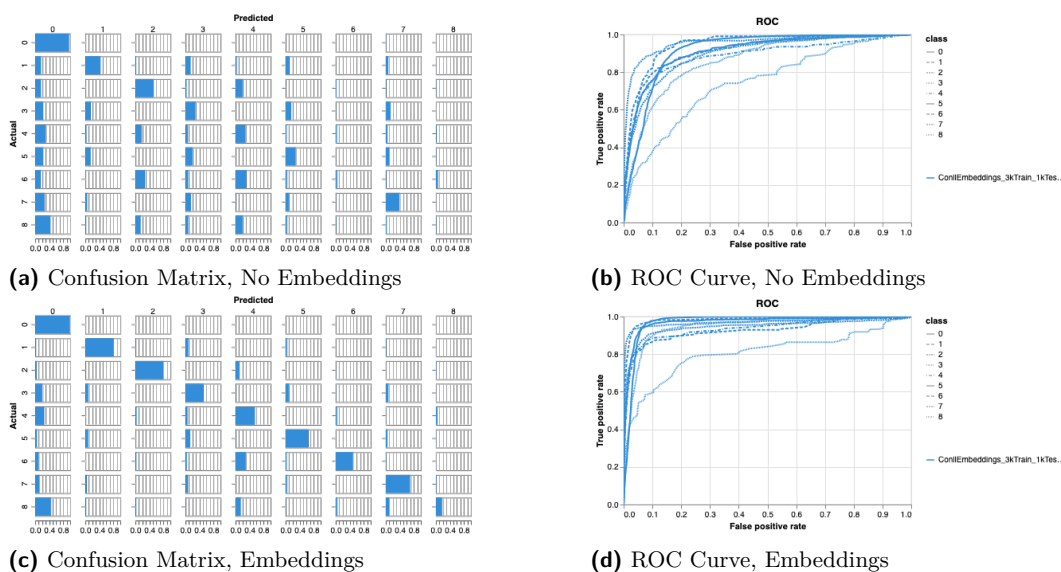 Predicted
0 1 2 3 4 5 6 7 8
Actual
0
1
2
3
4
5
6
7
8
0.0 0.4 0.8 0.0 0.4 0.8 0.0 0.4 0.8 0.0 0.4 0.8 0.0 0.4 0.8 0.0 0.4 0.8 0.0 0.4 0.8 0.0 0.4 0.8 0.0 0.4 0.8
(a) Confusion Matrix, No Embeddings
ROC
True positive rate
1.0
0.8
0.6
0.4
0.2
0.0
0.0 0.1 0.2 0.3 0.4 0.5 0.6 0.7 0.8 0.9 1.0
False positive rate
class
0
1
2
3
4
5
6
7
8
ConllEmbeddings_3kTrain_1kTes..
(b) ROC Curve, No Embeddings
Predicted
0 1 2 3 4 5 6 7 8
Actual
0
1
2
3
4
5
6
7
8
0.0 0.4 0.8 0.0 0.4 0.8 0.0 0.4 0.8 0.0 0.4 0.8 0.0 0.4 0.8 0.0 0.4 0.8 0.0 0.4 0.8 0.0 0.4 0.8 0.0 0.4 0.8
(c) Confusion Matrix, Embeddings
ROC
True positive rate
1.0
0.8
0.6
0.4
0.2
0.0
0.0 0.1 0.2 0.3 0.4 0.5 0.6 0.7 0.8 0.9 1.0
False positive rate
class
0
1
2
3
4
5
6
7
8
ConllEmbeddings_3kTrain_1kTes..
(d) ROC Curve, Embeddings